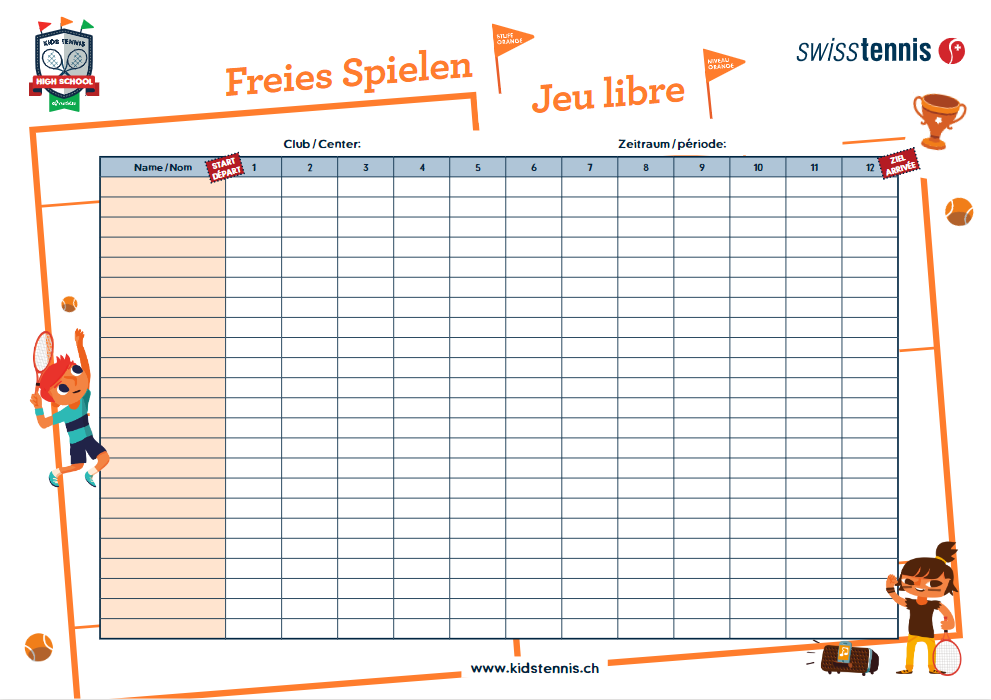 KIDS TENNIS
HIGH SCHOOL
STUFE
ORANGE
Freies Spielen
NIVEAU
ORANGE
Jeu libre
swisstennis
Club / Center:
Zeitraum / période:
Name / Nom
START
DÉPART
1 2 3 4 5 6 7 8 9 10 11 12
ZIEL
ARRIVÉE
www.kidstennis.ch